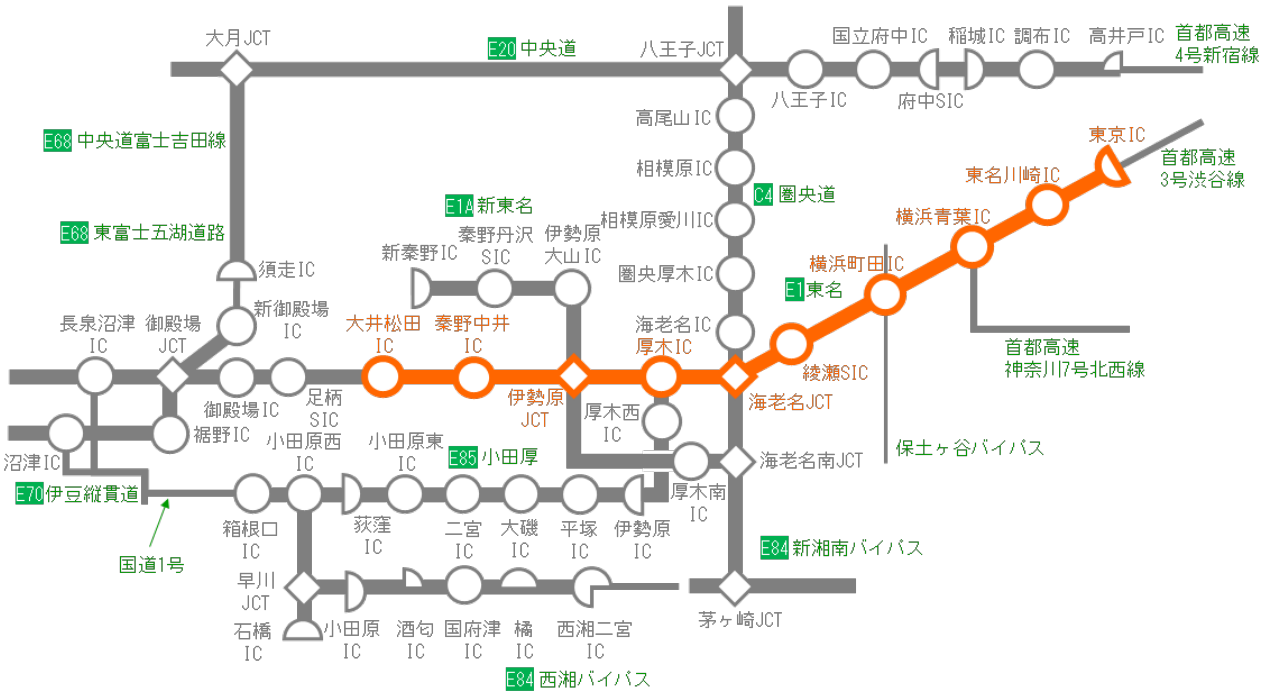 大月JCT
E20 中央道
八王子JCT
国立府中IC
稲城IC
調布IC
高井戸IC
首都高速
4号新宿線
八王子IC
府中SIC
高尾山IC
E68 中央道富士吉田線
相模原IC
東京IC
首都高速
3号渋谷線
東名川崎IC
C4 圏央道
E1A 新東名
相模原愛川IC
横浜青葉IC
E68 東富士五湖道路
新秦野IC
秦野丹沢
SIC
伊勢原
大山IC
須走IC
圏央厚木IC
横浜町田IC
E1 東名
新御殿場
IC
長泉沼津
IC
御殿場
JCT
大井松田
IC
秦野中井
IC
海老名IC
厚木IC
首都高速
神奈川7号北西線
綾瀬SIC
御殿場IC
足柄
SIC
伊勢原
JCT
海老名JCT
厚木西
IC
裾野IC
沼津IC
小田原西
IC
小田原東
IC
E85 小田厚
海老名南JCT
保土ヶ谷バイパス
E70 伊豆縦貫道
厚木南
IC
箱根口
IC
荻窪
IC
二宮
IC
大磯
IC
平塚
IC
伊勢原
IC
国道1号
E84 新湘南バイパス
早川
JCT
石橋
IC
小田原
IC
酒匂
IC
国府津
IC
橘
IC
西湘二宮
IC
茅ヶ崎JCT
E84 西湘バイパス